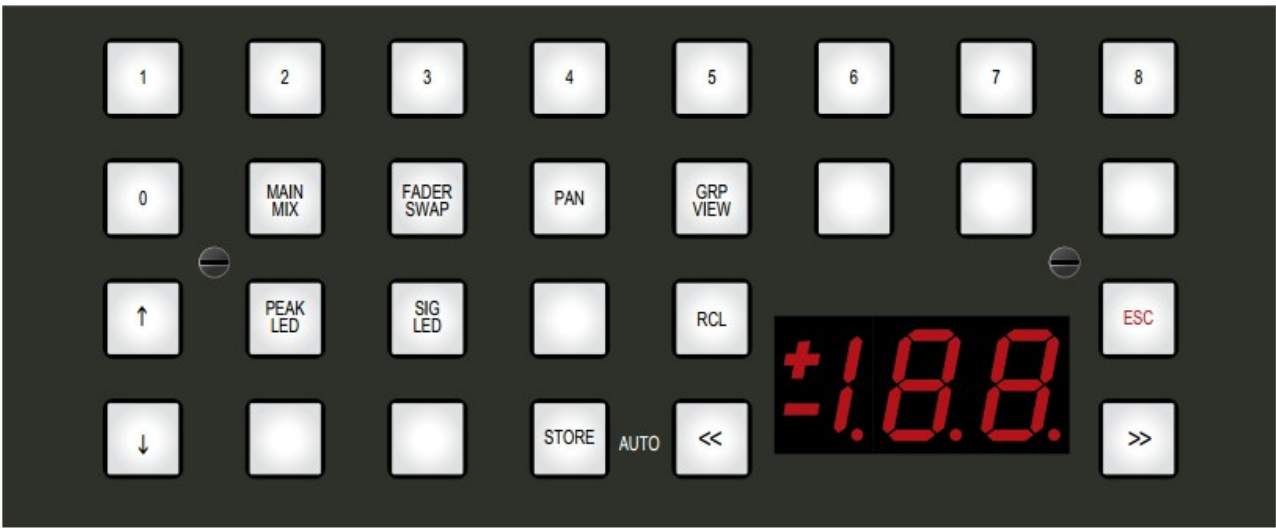 1 2 3 4 5 6 7 8
0 MAIN MIX FADER SWAP PAN GRP VIEW
↑ PEAK LED SIG LED RCL ESC
±1.8.8.
↓ STORE AUTO << >>